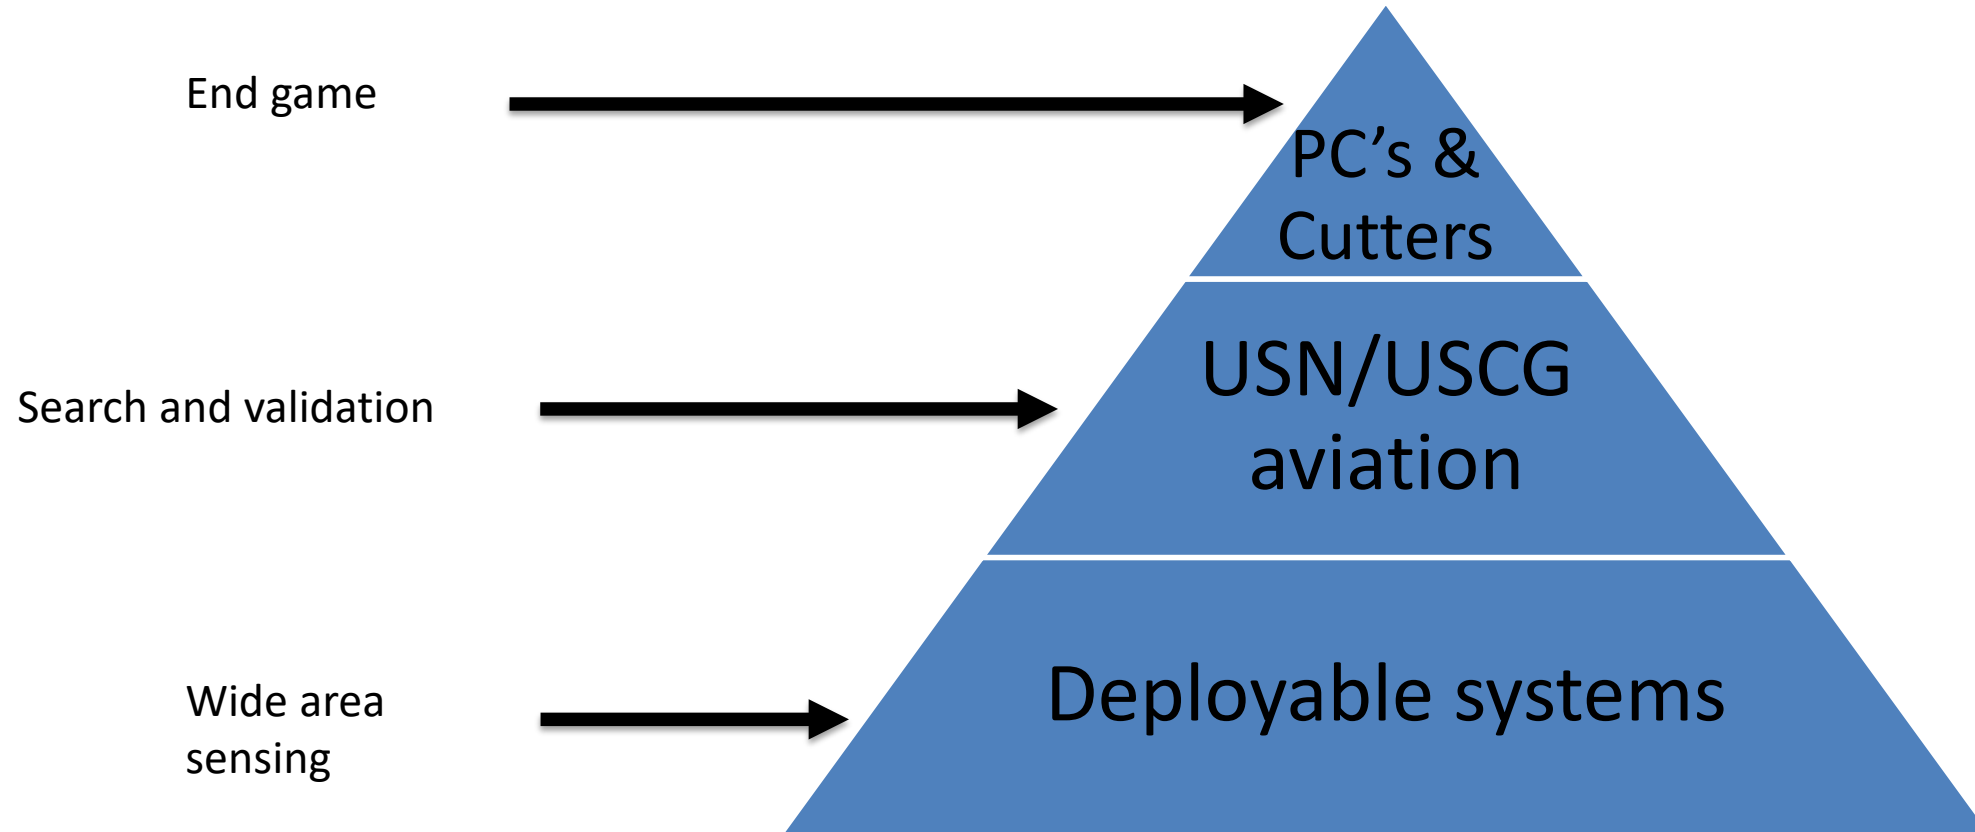 End game
PC’s &
Cutters
Search and validation
USN/USCG
aviation
Wide area
sensing
Deployable systems